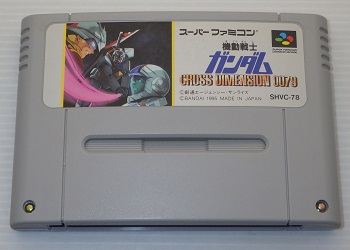 スーパーファミコン
機動戦士
ガンダム
CROSS DIMENSION 0079
©創通エージェンシー・サンライズ
©BANDAI 1995 MADE IN JAPAN
SHVC-78